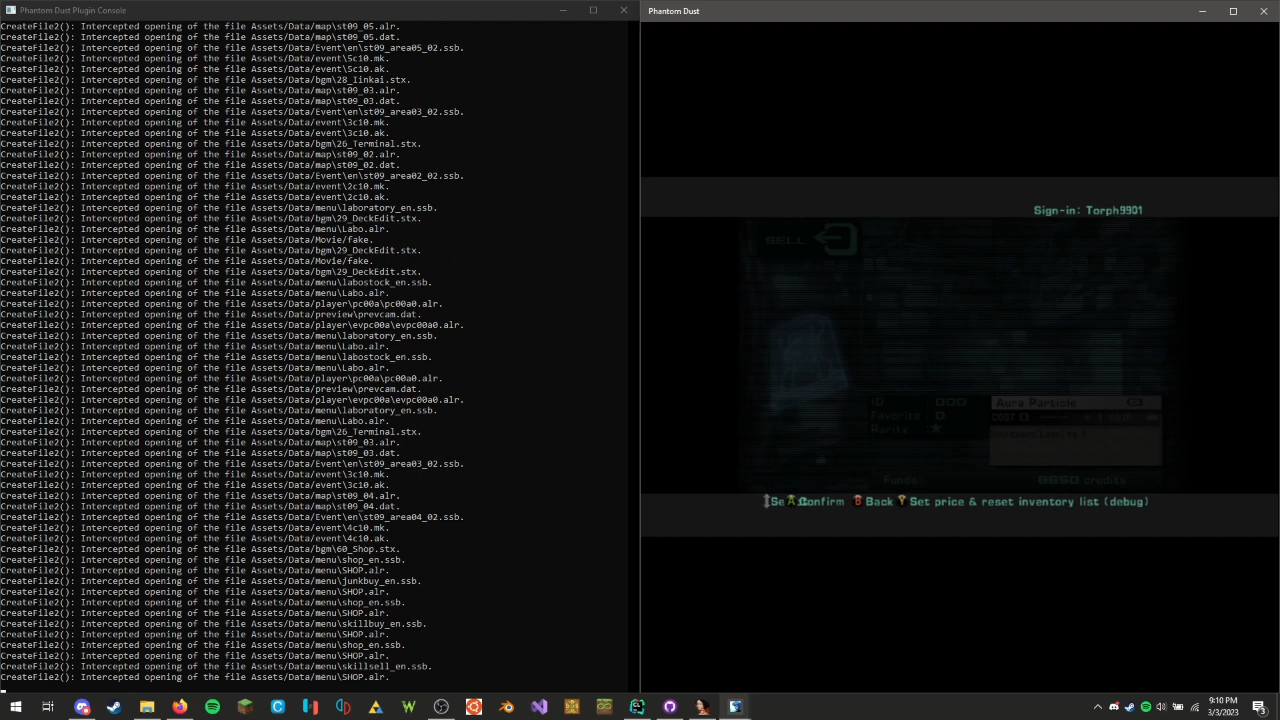 Phantom Dust Plugin Console
CreateFile2(): Intercepted opening of the file Assets/Data/map\st09_05.alr.
CreateFile2(): Intercepted opening of the file Assets/Data/map\st09_05.dat.
CreateFile2(): Intercepted opening of the file Assets/Data/Event\en\st09_area05_02.ssb.
CreateFile2(): Intercepted opening of the file Assets/Data/event\5c10.mk.
CreateFile2(): Intercepted opening of the file Assets/Data/event\5c10.ak.
CreateFile2(): Intercepted opening of the file Assets/Data/bgm\28_Iinkai.stx.
CreateFile2(): Intercepted opening of the file Assets/Data/map\st09_03.alr.
CreateFile2(): Intercepted opening of the file Assets/Data/map\st09_03.dat.
CreateFile2(): Intercepted opening of the file Assets/Data/Event\en\st09_area03_02.ssb.
CreateFile2(): Intercepted opening of the file Assets/Data/event\3c10.mk.
CreateFile2(): Intercepted opening of the file Assets/Data/event\3c10.ak.
CreateFile2(): Intercepted opening of the file Assets/Data/bgm\26_Terminal.stx.
CreateFile2(): Intercepted opening of the file Assets/Data/map\st09_02.alr.
CreateFile2(): Intercepted opening of the file Assets/Data/map\st09_02.dat.
CreateFile2(): Intercepted opening of the file Assets/Data/Event\en\st09_area02_02.ssb.
CreateFile2(): Intercepted opening of the file Assets/Data/event\2c10.mk.
CreateFile2(): Intercepted opening of the file Assets/Data/event\2c10.ak.
CreateFile2(): Intercepted opening of the file Assets/Data/menu\laboratory_en.ssb.
CreateFile2(): Intercepted opening of the file Assets/Data/bgm\29_DeckEdit.stx.
CreateFile2(): Intercepted opening of the file Assets/Data/menu\Labo.alr.
CreateFile2(): Intercepted opening of the file Assets/Data/Movie/fake.
CreateFile2(): Intercepted opening of the file Assets/Data/bgm\29_DeckEdit.stx.
CreateFile2(): Intercepted opening of the file Assets/Data/Movie/fake.
CreateFile2(): Intercepted opening of the file Assets/Data/bgm\29_DeckEdit.stx.
CreateFile2(): Intercepted opening of the file Assets/Data/menu\labostock_en.ssb.
CreateFile2(): Intercepted opening of the file Assets/Data/menu\Labo.alr.
CreateFile2(): Intercepted opening of the file Assets/Data/player\pc00a\pc00a0.alr.
CreateFile2(): Intercepted opening of the file Assets/Data/preview\prevcam.dat.
CreateFile2(): Intercepted opening of the file Assets/Data/player\evpc00a\evpc00a0.alr.
CreateFile2(): Intercepted opening of the file Assets/Data/menu\laboratory_en.ssb.
CreateFile2(): Intercepted opening of the file Assets/Data/menu\Labo.alr.
CreateFile2(): Intercepted opening of the file Assets/Data/menu\labostock_en.ssb.
CreateFile2(): Intercepted opening of the file Assets/Data/menu\Labo.alr.
CreateFile2(): Intercepted opening of the file Assets/Data/player\pc00a\pc00a0.alr.
CreateFile2(): Intercepted opening of the file Assets/Data/preview\prevcam.dat.
CreateFile2(): Intercepted opening of the file Assets/Data/player\evpc00a\evpc00a0.alr.
CreateFile2(): Intercepted opening of the file Assets/Data/menu\laboratory_en.ssb.
CreateFile2(): Intercepted opening of the file Assets/Data/menu\Labo.alr.
CreateFile2(): Intercepted opening of the file Assets/Data/bgm\26_Terminal.stx.
CreateFile2(): Intercepted opening of the file Assets/Data/map\st09_03.alr.
CreateFile2(): Intercepted opening of the file Assets/Data/map\st09_03.dat.
CreateFile2(): Intercepted opening of the file Assets/Data/Event\en\st09_area03_02.ssb.
CreateFile2(): Intercepted opening of the file Assets/Data/event\3c10.mk.
CreateFile2(): Intercepted opening of the file Assets/Data/event\3c10.ak.
CreateFile2(): Intercepted opening of the file Assets/Data/map\st09_04.alr.
CreateFile2(): Intercepted opening of the file Assets/Data/map\st09_04.dat.
CreateFile2(): Intercepted opening of the file Assets/Data/Event\en\st09_area04_02.ssb.
CreateFile2(): Intercepted opening of the file Assets/Data/event\4c10.mk.
CreateFile2(): Intercepted opening of the file Assets/Data/event\4c10.ak.
CreateFile2(): Intercepted opening of the file Assets/Data/bgm\60_Shop.stx.
CreateFile2(): Intercepted opening of the file Assets/Data/menu\shop_en.ssb.
CreateFile2(): Intercepted opening of the file Assets/Data/menu\SHOP.alr.
CreateFile2(): Intercepted opening of the file Assets/Data/menu\junkbuy_en.ssb.
CreateFile2(): Intercepted opening of the file Assets/Data/menu\shop_en.ssb.
CreateFile2(): Intercepted opening of the file Assets/Data/menu\SHOP.alr.
CreateFile2(): Intercepted opening of the file Assets/Data/menu\skillbuy_en.ssb.
CreateFile2(): Intercepted opening of the file Assets/Data/menu\SHOP.alr.
CreateFile2(): Intercepted opening of the file Assets/Data/menu\shop_en.ssb.
CreateFile2(): Intercepted opening of the file Assets/Data/menu\SHOP.alr.
CreateFile2(): Intercepted opening of the file Assets/Data/menu\skillsell_en.ssb.
CreateFile2(): Intercepted opening of the file Assets/Data/menu\SHOP.alr.
Phantom Dust
Sign-in: Torph9901
SELL
ID 000
Favorite 0
Rarity ★
Aura Particle
COST
Funds: 8650 credits
Confirm B Back Y Set price & reset inventory list (debug)
9:10 PM
3/3/2023